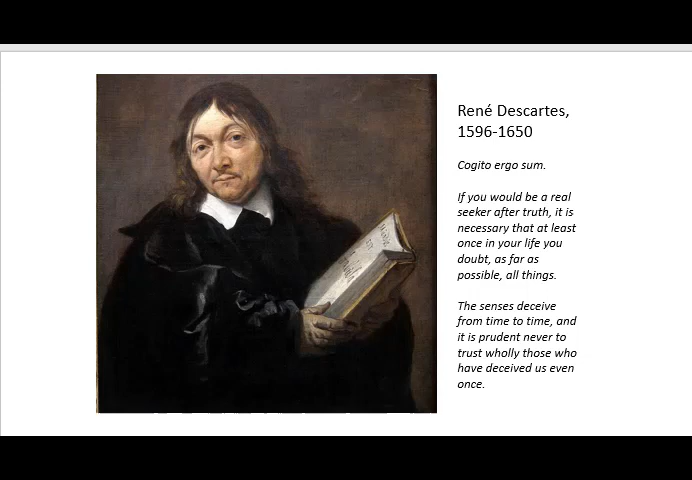 René Descartes,
1596-1650
Cogito ergo sum.
If you would be a real
seeker after truth, it is
necessary that at least
once in your life you
doubt, as far as
possible, all things.
The senses deceive
from time to time, and
it is prudent never to
trust wholly those who
have deceived us even
once.